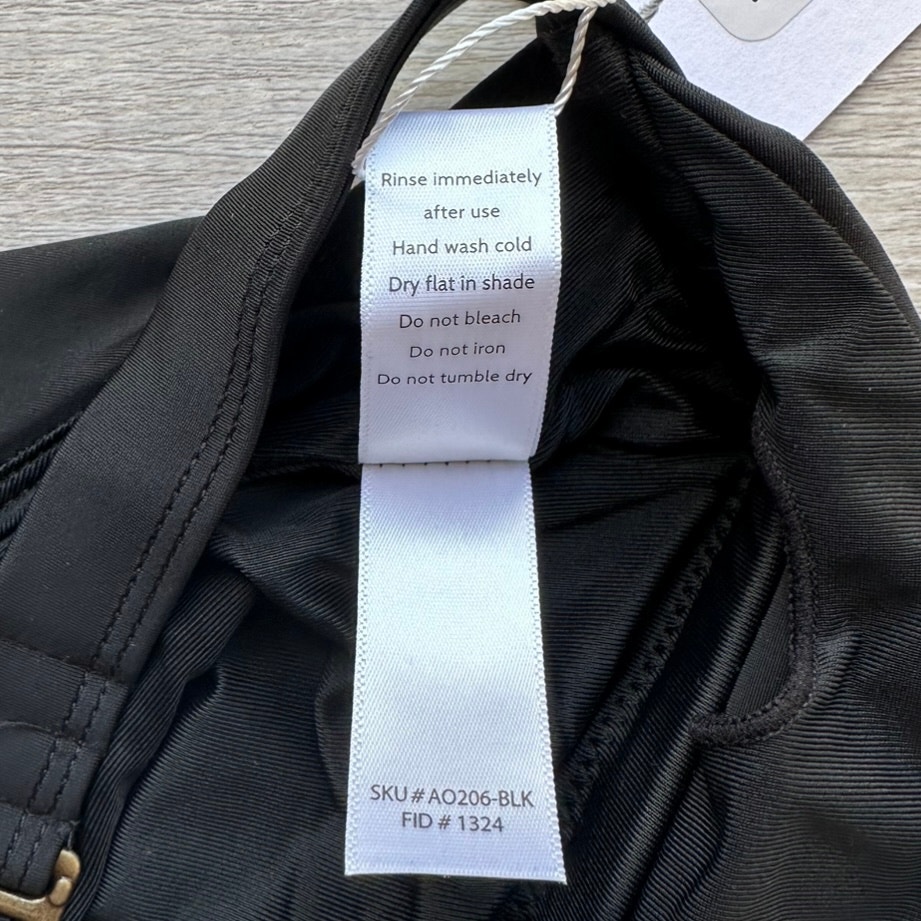 Rinse immediately
after use
Hand wash cold
Dry flat in shade
Do not bleach
Do not iron
Do not tumble dry
SKU # AO206-BLK
FID # 1324